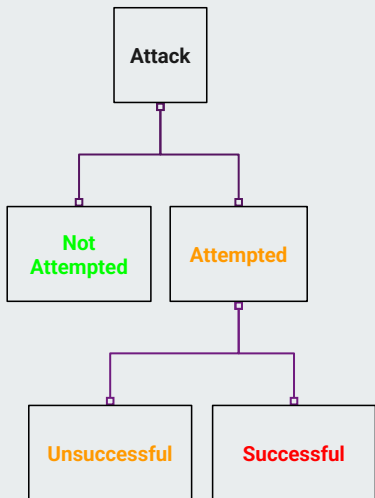 Attack
Not
Attempted
Attempted
Unsuccessful
Successful